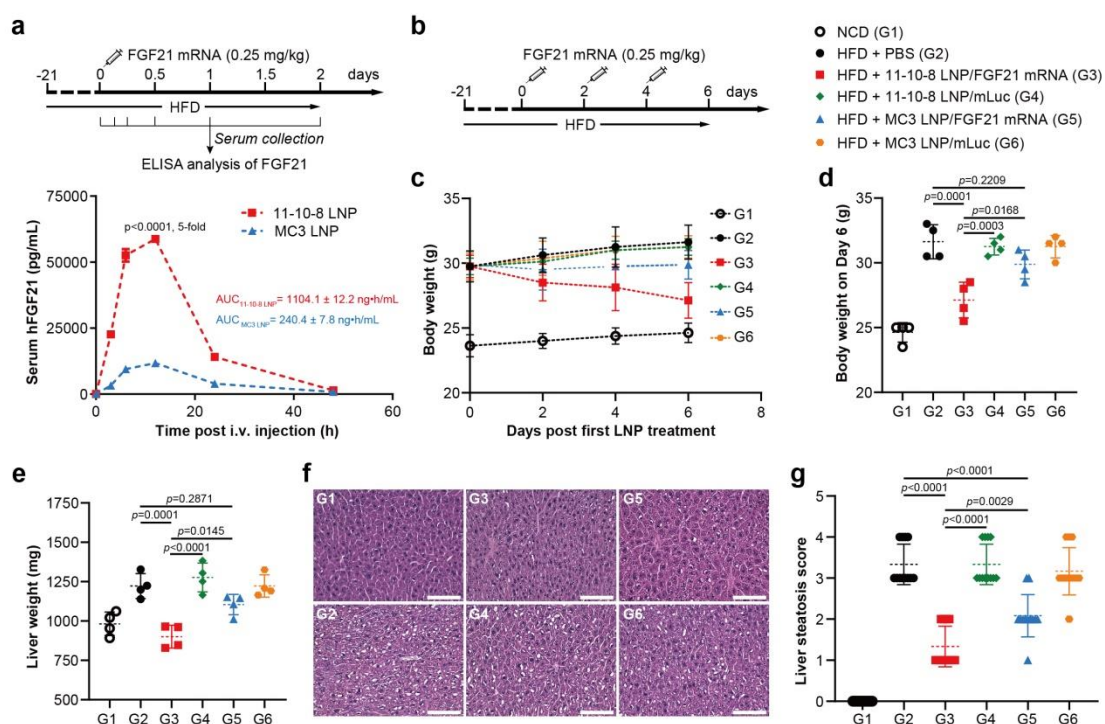 a
FGF21 mRNA (0.25 mg/kg)
-21 0 0.5 1 1.5 2 days
HFD
Serum collection
ELISA analysis of FGF21
75000
50000
25000
0
Serum hFGF21 (pg/mL)
11-10-8 LNP
MC3 LNP
p<0.0001, 5-fold
AUC11-10-8 LNP= 1104.1 ± 12.2 ng•h/mL
AUCMC3 LNP= 240.4 ± 7.8 ng•h/mL
0 20 40 60
Time post i.v. injection (h)
b
FGF21 mRNA (0.25 mg/kg)
-21 0 2 4 6 days
HFD
NCD (G1)
HFD + PBS (G2)
HFD + 11-10-8 LNP/FGF21 mRNA (G3)
HFD + 11-10-8 LNP/mLuc (G4)
HFD + MC3 LNP/FGF21 mRNA (G5)
HFD + MC3 LNP/mLuc (G6)
c
35
30
25
20
Body weight (g)
G1
G2
G3
G4
G5
G6
0 2 4 6 8
Days post first LNP treatment
d
35
30
25
20
Body weight on Day 6 (g)
p=0.2209
p=0.0001
p=0.0168
p=0.0003
G1 G2 G3 G4 G5 G6
e
1750
1500
1250
1000
750
500
Liver weight (mg)
p=0.2871
p=0.0001
p=0.0145
p<0.0001
G1 G2 G3 G4 G5 G6
f
G1 G3 G5
G2 G4 G6
g
5
4
3
2
1
0
Liver steatosis score
p<0.0001
p<0.0001
p=0.0029
p<0.0001
G1 G2 G3 G4 G5 G6